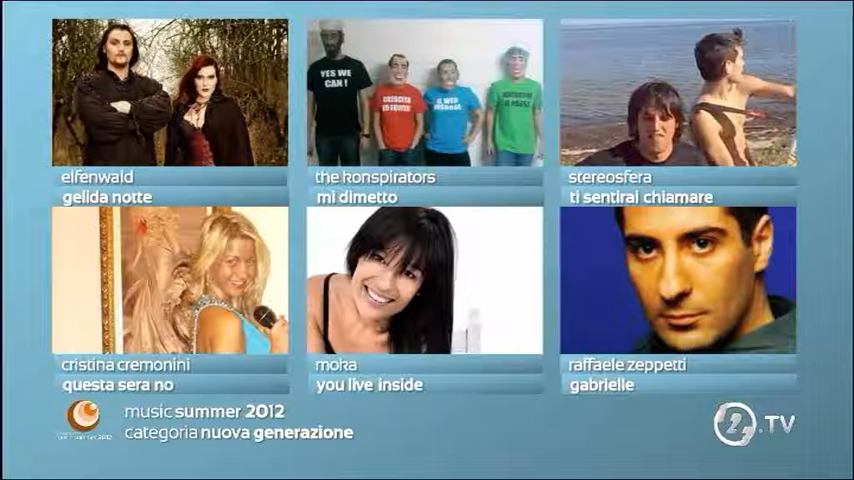 YES WE
CAN !
elfenwald
gelida notte
the konspirators
mi dimetto
stereosfera
ti sentirai chiamare
cristina cremonini
questa sera no
moka
you live inside
raffaele zeppetti
gabrielle
music summer 2012
categoria nuova generazione
2 .TV